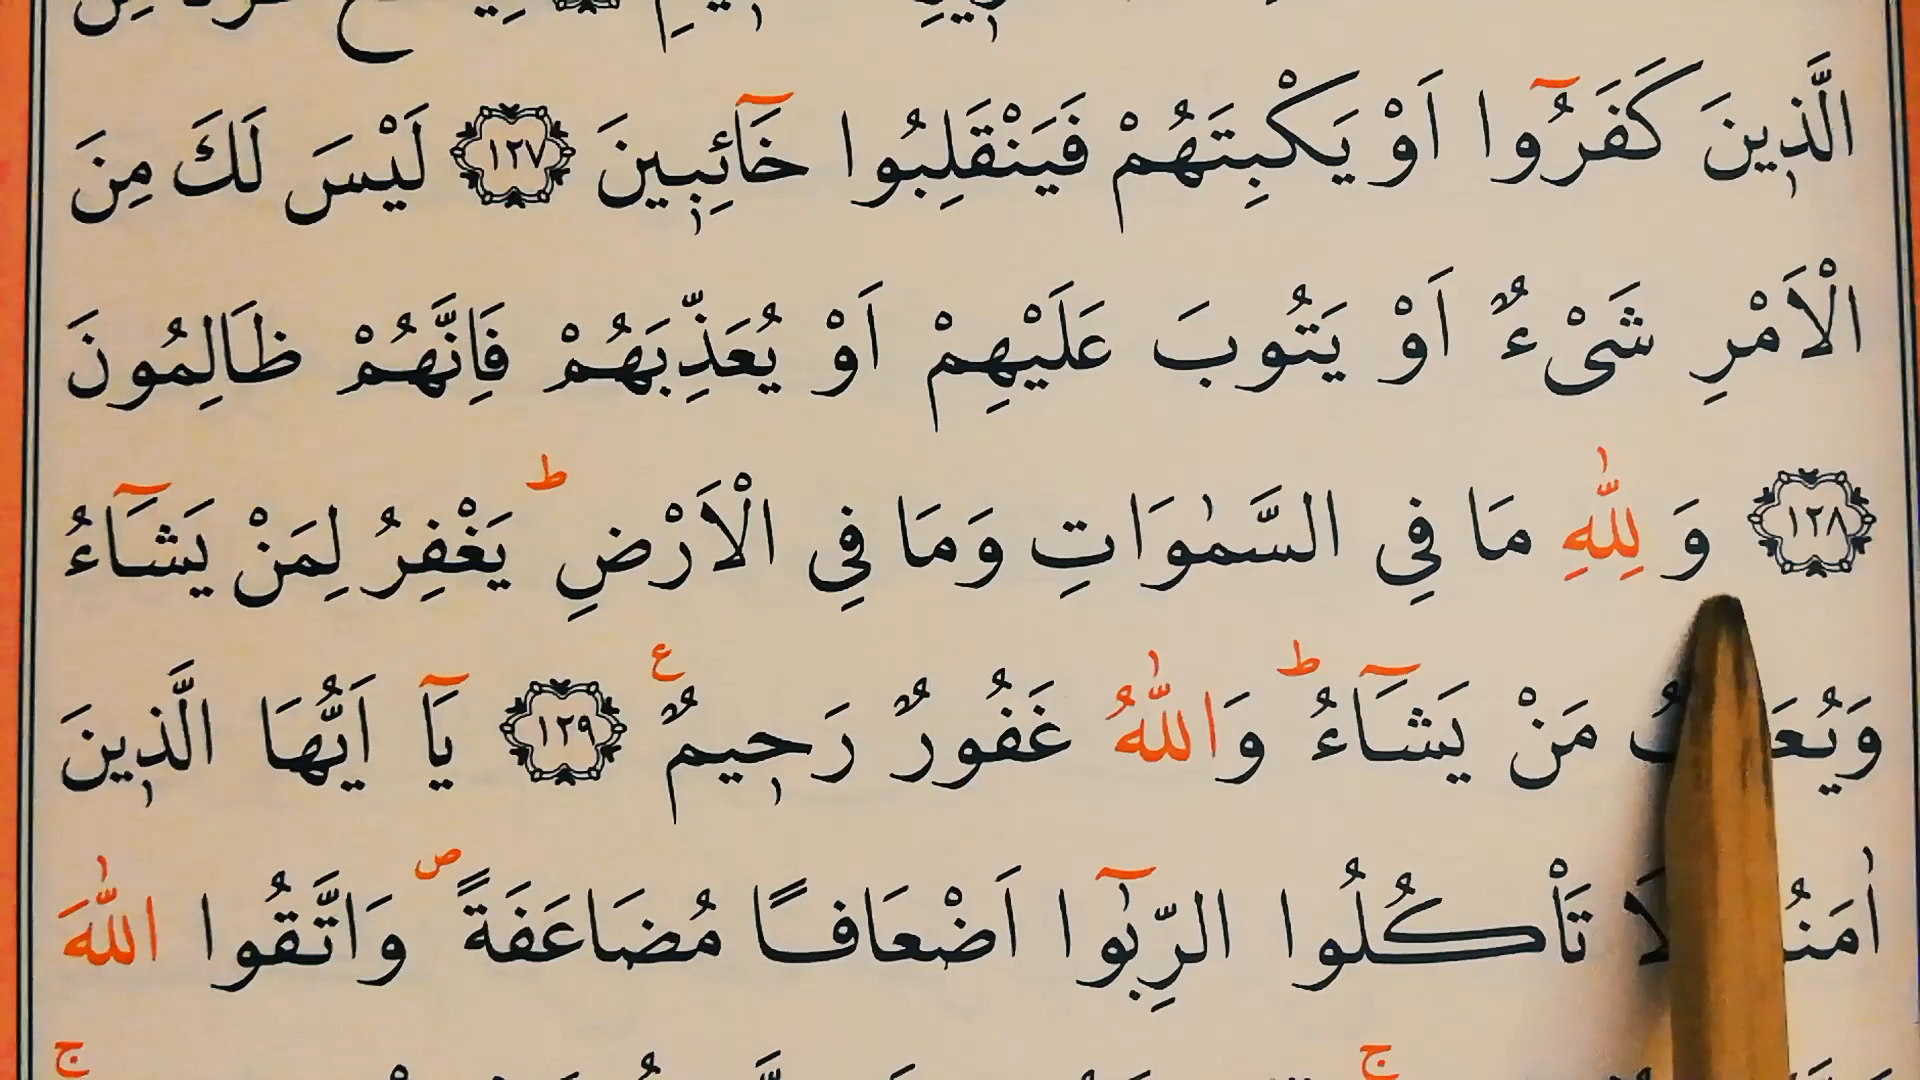 الَّذ۪ينَ كَفَرُٓوا اَوْ يَكْبِتَهُمْ فَيَنْقَلِبُوا خَٓائِب۪ينَ ﴿١٢٧﴾ لَيْسَ لَكَ مِنَ
الْاَمْرِ شَىْءٌ اَوْ يَتُوبَ عَلَيْهِمْ اَوْ يُعَذِّبَهُمْ فَاِنَّهُمْ ظَالِمُونَ
﴿١٢٨﴾ وَ لِلّٰهِ مَا فِي السَّمٰوَاتِ وَمَا فِي الْاَرْضِ ط يَغْفِرُ لِمَنْ يَشَٓاءُ
مَنْ يَشَٓاءُ ط وَاللّٰهُ غَفُورٌ رَح۪يمٌ ع ﴿١٢٩﴾ يَٓا اَيُّهَا الَّذ۪ينَ
تَأْكُلُوا الرِّبٰٓوا اَضْعَافًا مُضَاعَفَةً ص وَاتَّقُوا اللّٰهَ
ج ج